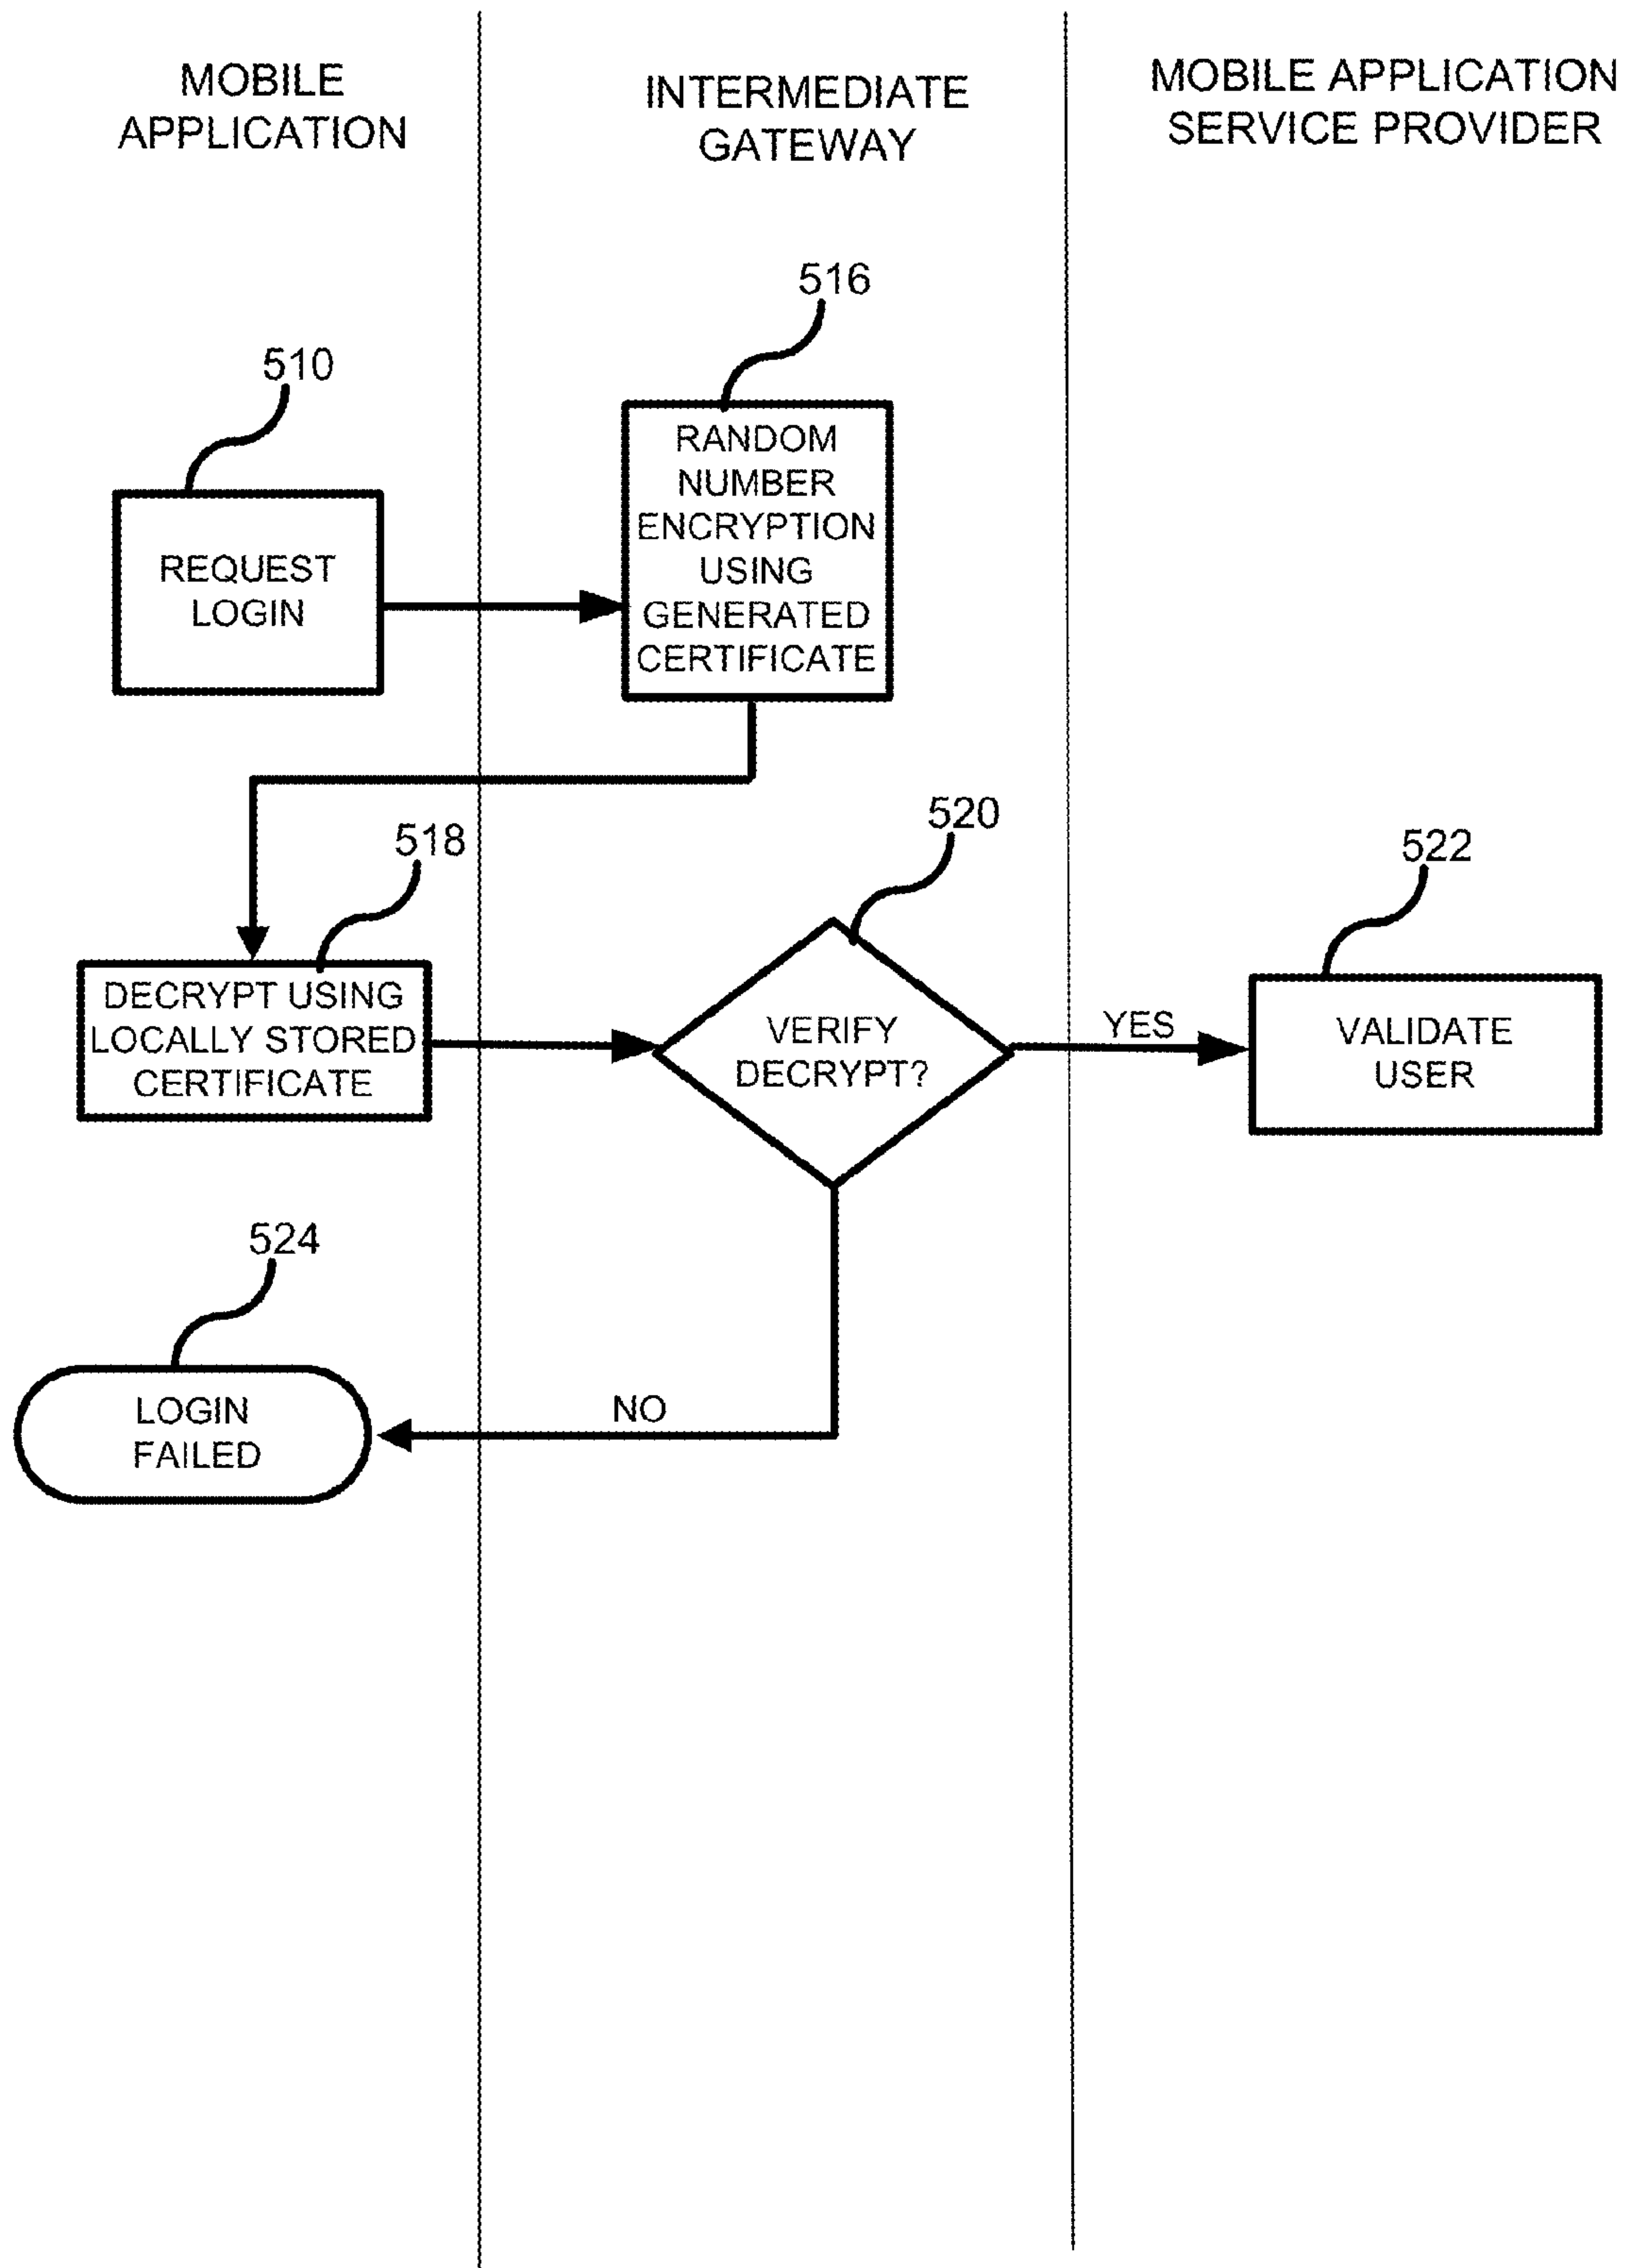 MOBILE
APPLICATION
INTERMEDIATE
GATEWAY
MOBILE APPLICATION
SERVICE PROVIDER
510
REQUEST
LOGIN
516
RANDOM
NUMBER
ENCRYPTION
USING
GENERATED
CERTIFICATE
518
DECRYPT USING
LOCALLY STORED
CERTIFICATE
520
VERIFY
DECRYPT?
YES
522
VALIDATE
USER
524
LOGIN
FAILED
NO